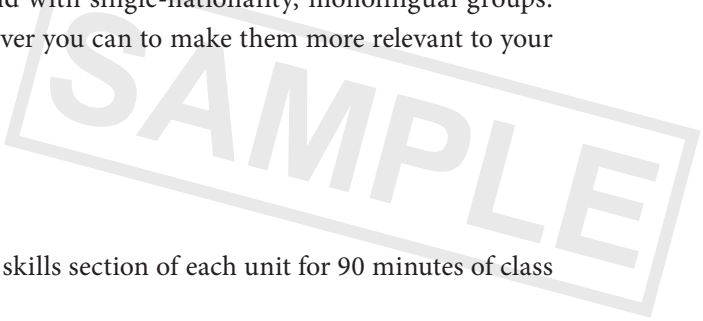 nd with single-nationality, monolingual groups.
ver you can to make them more relevant to your
SAMPLE
skills section of each unit for 90 minutes of class